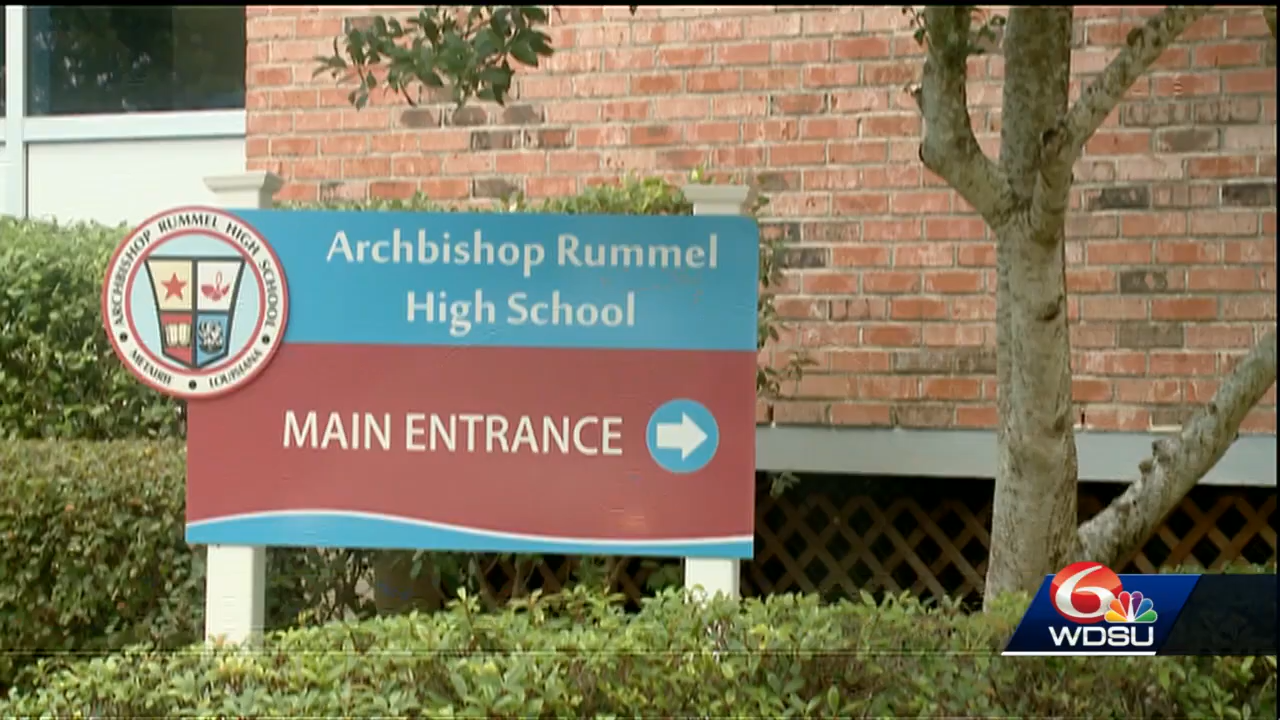 ARCHBISHOP RUMMEL HIGH SCHOOL
METAIRIE • LOUISIANA
Archbishop Rummel
High School
MAIN ENTRANCE
6
WDSU